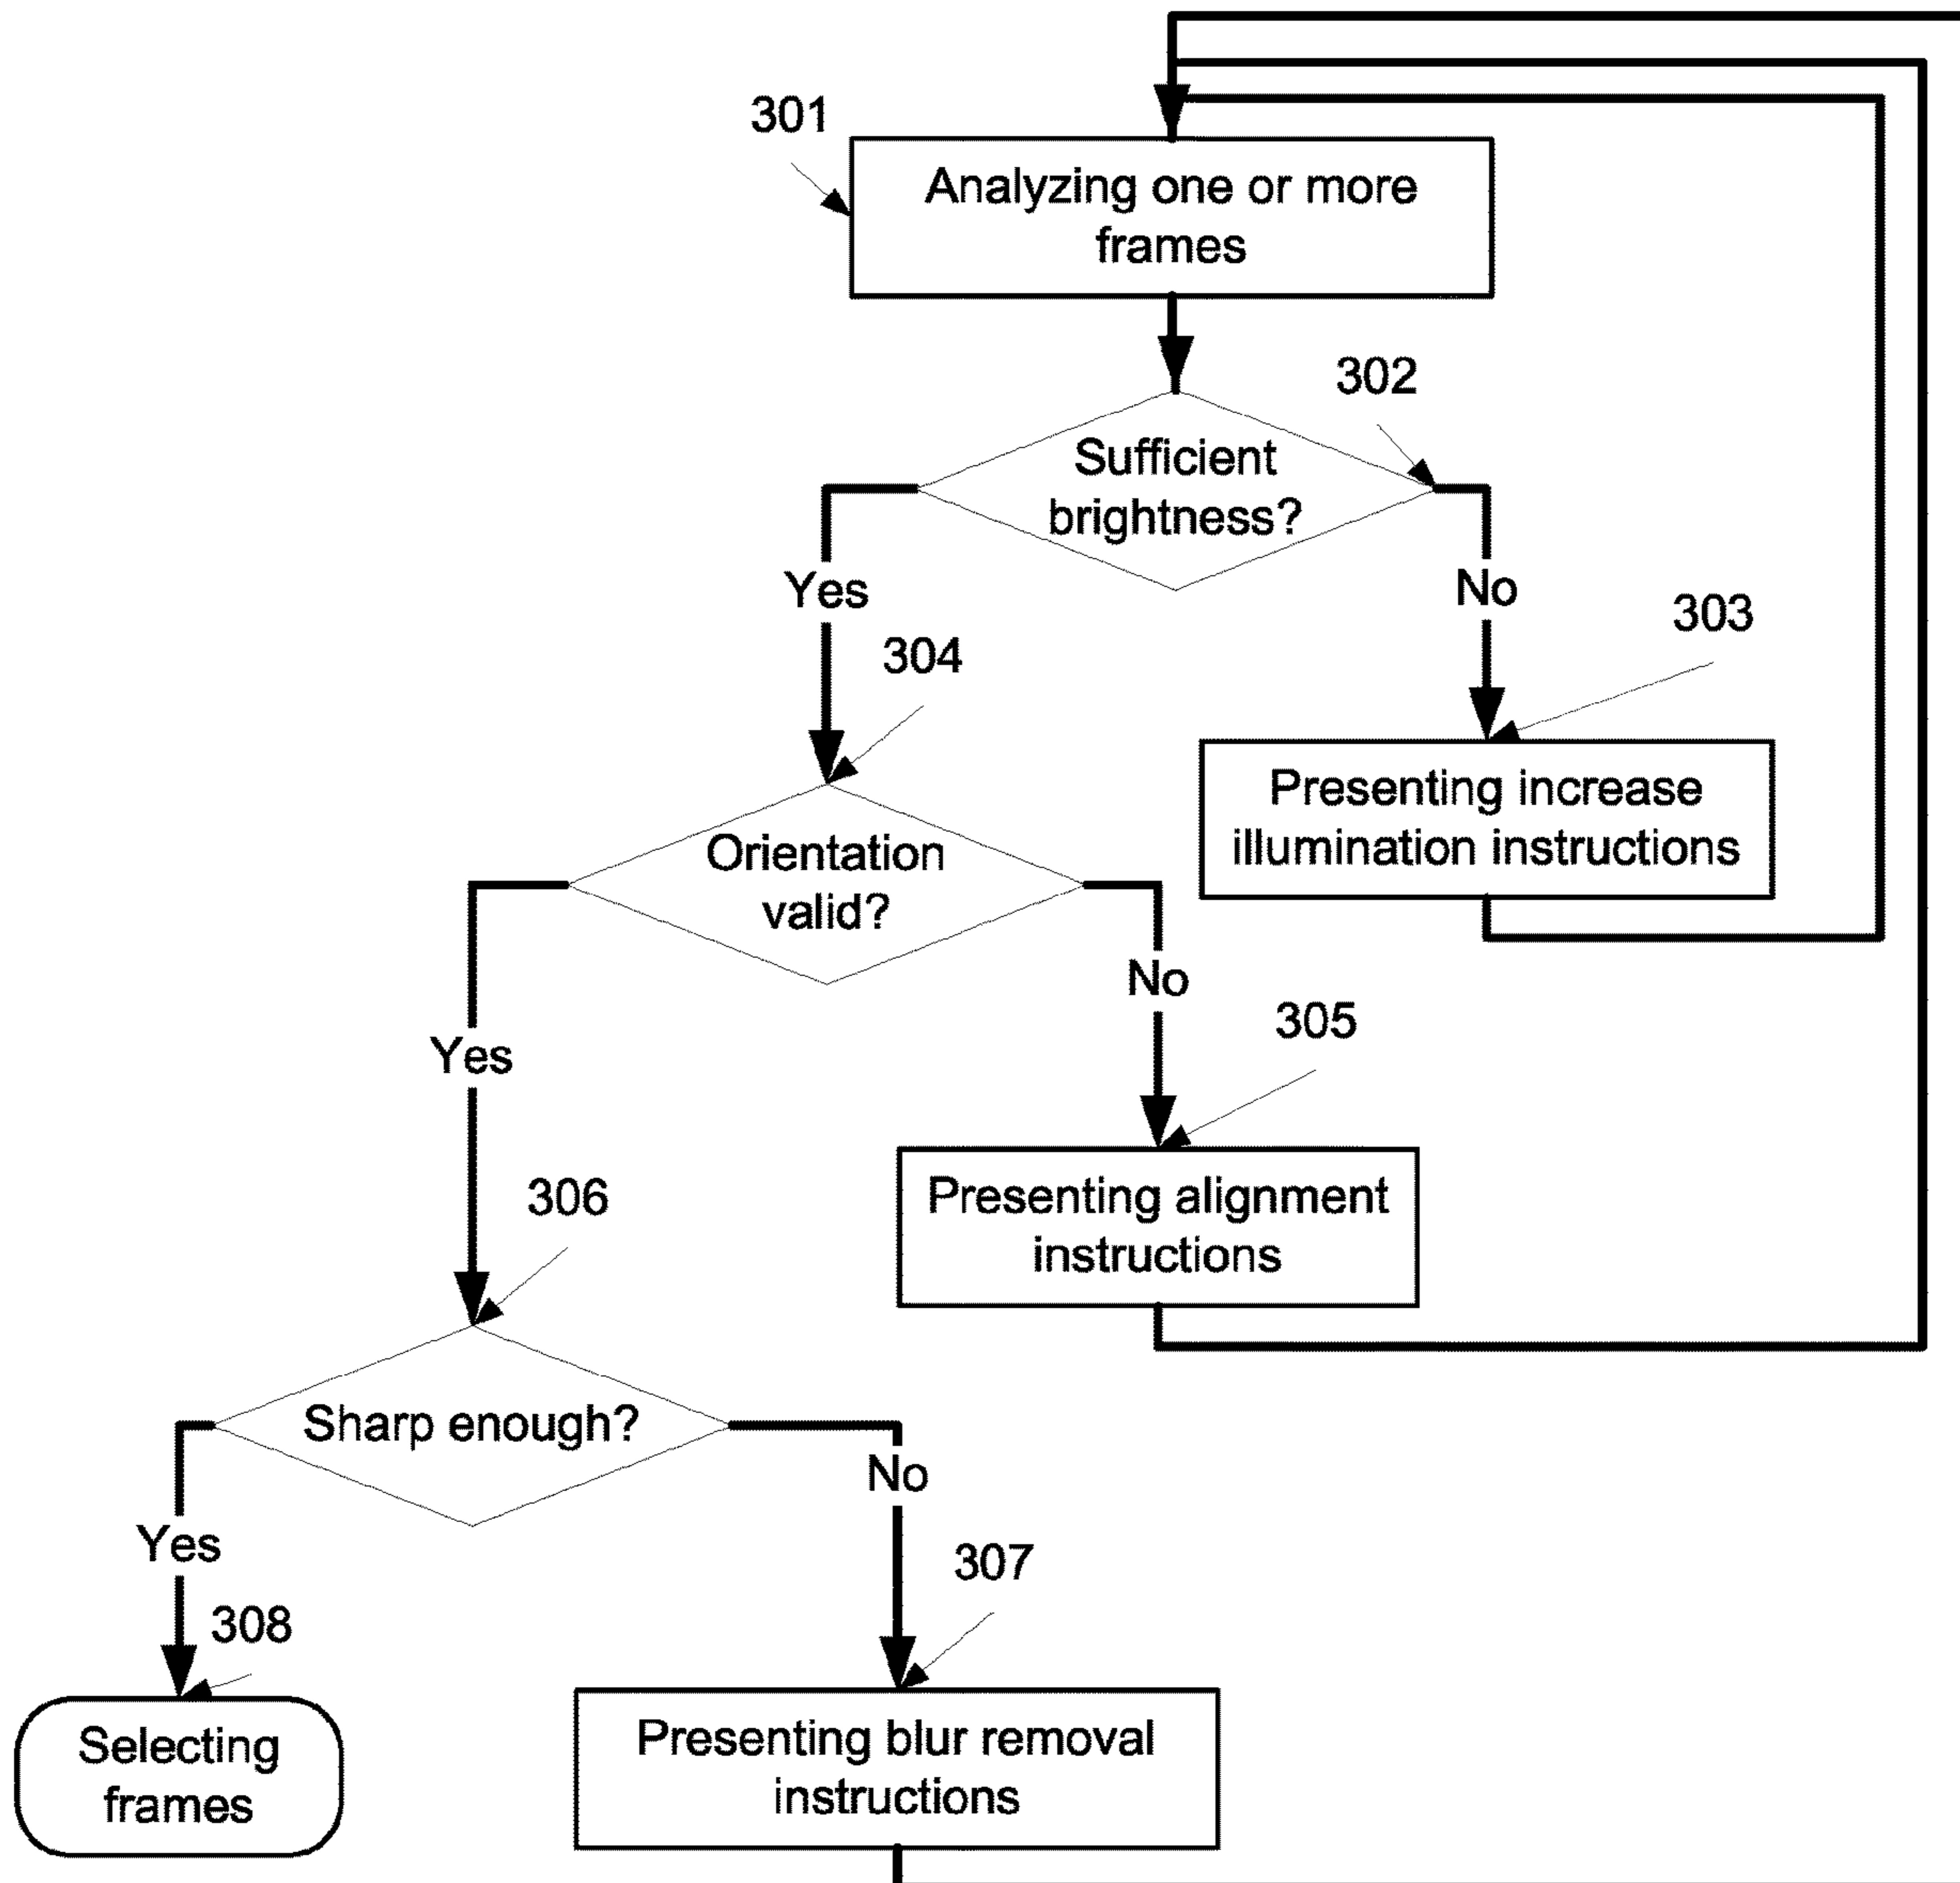 301
Analyzing one or more
frames
302
Sufficient
brightness?
Yes
No
303
304
Presenting increase
illumination instructions
Orientation
valid?
No
305
Yes
Presenting alignment
instructions
306
Sharp enough?
No
Yes
307
308
Selecting
frames
Presenting blur removal
instructions